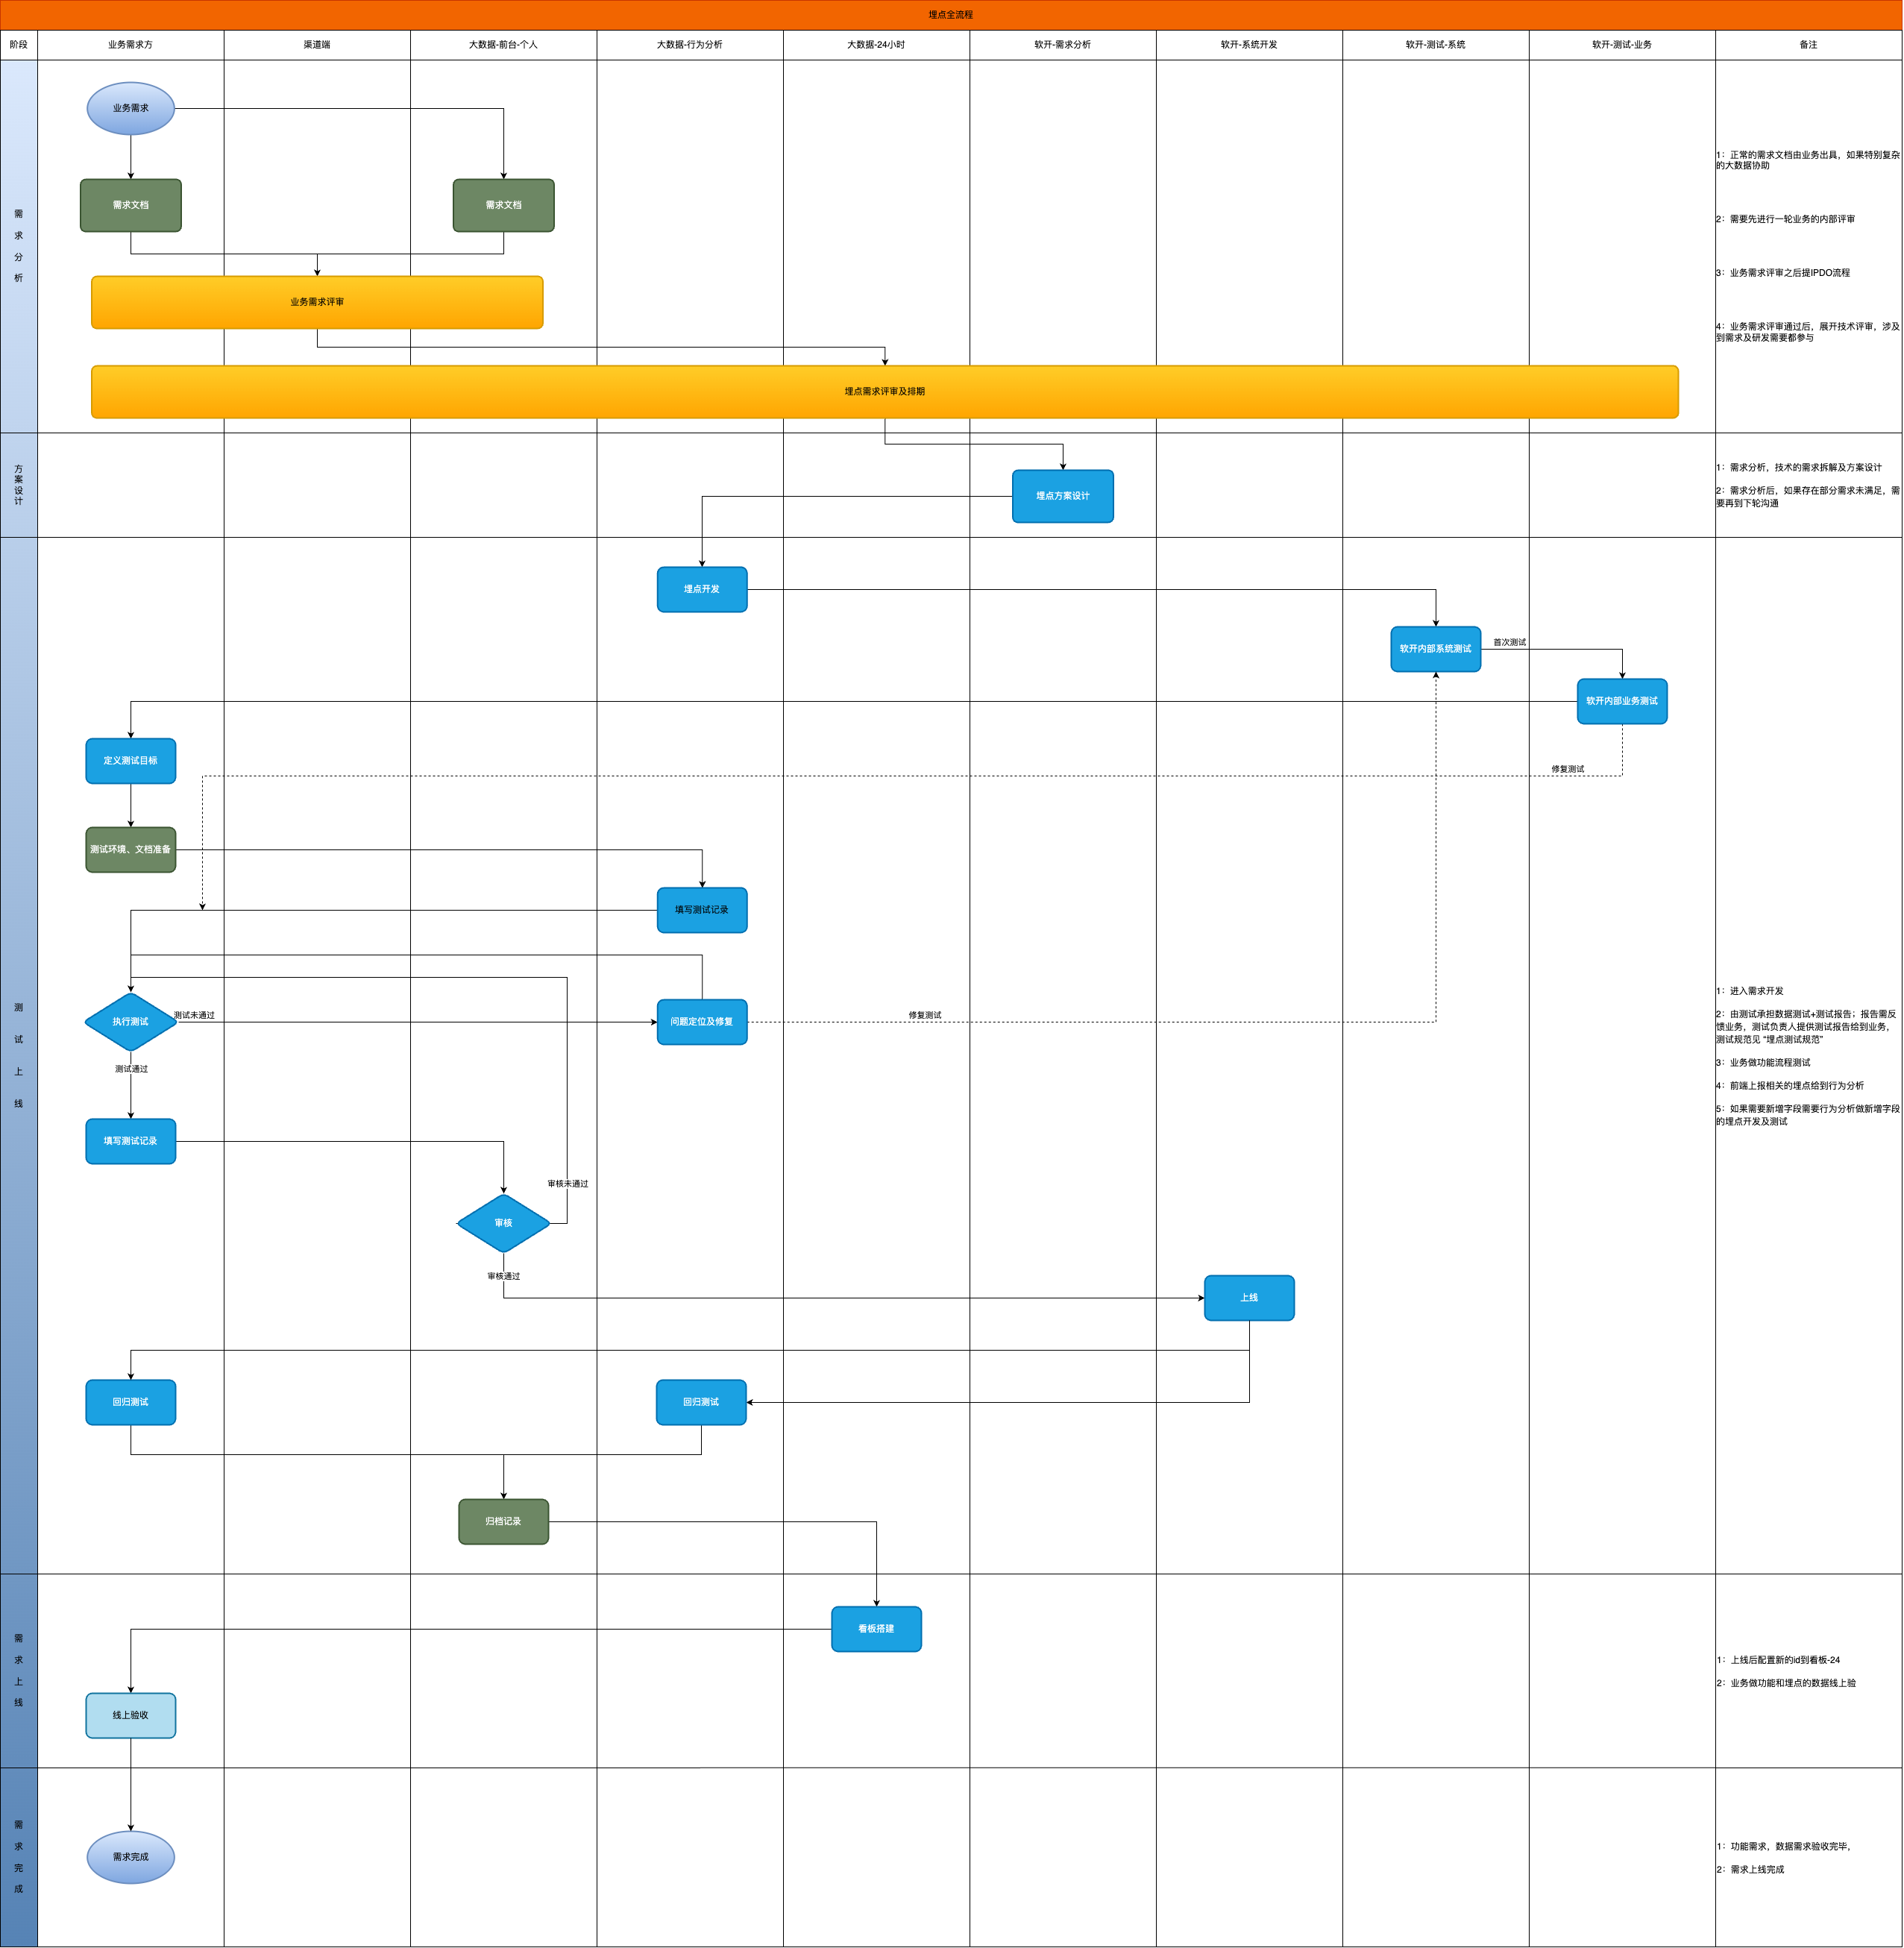 埋点全流程
阶段
业务需求方
渠道端
大数据-前台-个人
大数据-行为分析
大数据-24小时
软开-需求分析
软开-系统开发
软开-测试-系统
软开-测试-业务
备注
需
求
分
析
业务需求
需求文档
需求文档
业务需求评审
埋点需求评审及排期
1：正常的需求文档由业务出具，如果特别复杂
的大数据协助
2：需要先进行一轮业务的内部评审
3：业务需求评审之后提IPDO流程
4：业务需求评审通过后，展开技术评审，涉及
到需求及研发需要都参与
方
案
设
计
埋点方案设计
1：需求分析，技术的需求拆解及方案设计
2：需求分析后，如果存在部分需求未满足，需
要再到下轮沟通
测
试
上
线
埋点开发
软开内部系统测试
首次测试
软开内部业务测试
定义测试目标
修复测试
测试环境、文档准备
填写测试记录
执行测试
测试未通过
问题定位及修复
修复测试
测试通过
填写测试记录
审核未通过
审核
审核通过
上线
回归测试
回归测试
归档记录
1：进入需求开发
2：由测试承担数据测试+测试报告；报告需反
馈业务，测试负责人提供测试报告给到业务，
测试规范见 “埋点测试规范”
3：业务做功能流程测试
4：前端上报相关的埋点给到行为分析
5：如果需要新增字段需要行为分析做新增字段
的埋点开发及测试
需
求
上
线
看板搭建
线上验收
1：上线后配置新的id到看板-24
2：业务做功能和埋点的数据线上验
需
求
完
成
需求完成
1：功能需求，数据需求验收完毕，
2：需求上线完成